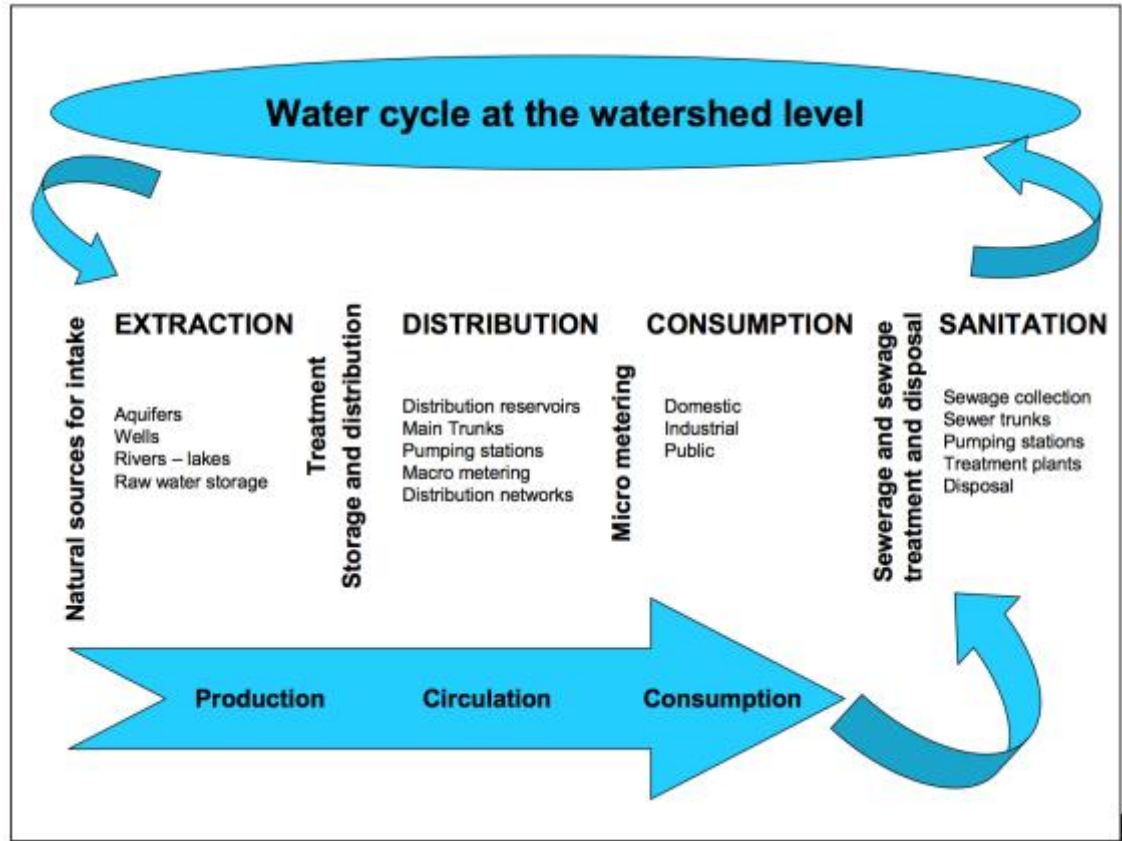 Water cycle at the watershed level
Natural sources for intake
EXTRACTION
Aquifers
Wells
Rivers – lakes
Raw water storage
Treatment
Storage and distribution
DISTRIBUTION
Distribution reservoirs
Main Trunks
Pumping stations
Macro metering
Distribution networks
Micro metering
CONSUMPTION
Domestic
Industrial
Public
Sewerage and sewage
treatment and disposal
SANITATION
Sewage collection
Sewer trunks
Pumping stations
Treatment plants
Disposal
Production
Circulation
Consumption